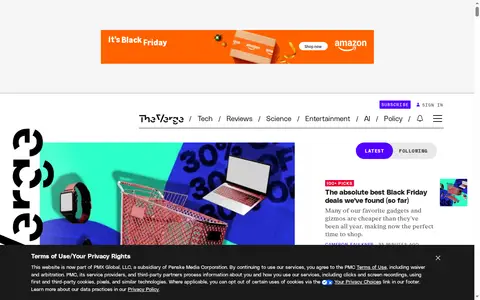 It's Black Friday
Shop now
amazon
SUBSCRIBE
SIGN IN
TheVerge / Tech / Reviews / Science / Entertainment / AI / Policy /
Verge
LATEST
FOLLOWING
30% OFF
100+ PICKS
The absolute best Black Friday
deals we've found (so far)
Many of our favorite gadgets and
gizmos are cheaper than they've
been all year, making now the perfect
time to shop.
Terms of Use/Your Privacy Rights
This website is now part of PMX Global, LLC, a subsidiary of Penske Media Corporation. By continuing to use our services, you agree to the PMC Terms of Use, including waiver
and arbitration. PMC, its service providers, and third-party partners disclose information about you and how you use our services, including clicks and screen recordings, using
first and third-party cookies, pixels, and similar technologies. Where applicable, you can opt out of certain uses of cookies via the Your Privacy Choices link in our footer.
Learn more about our data practices in our Privacy Policy.